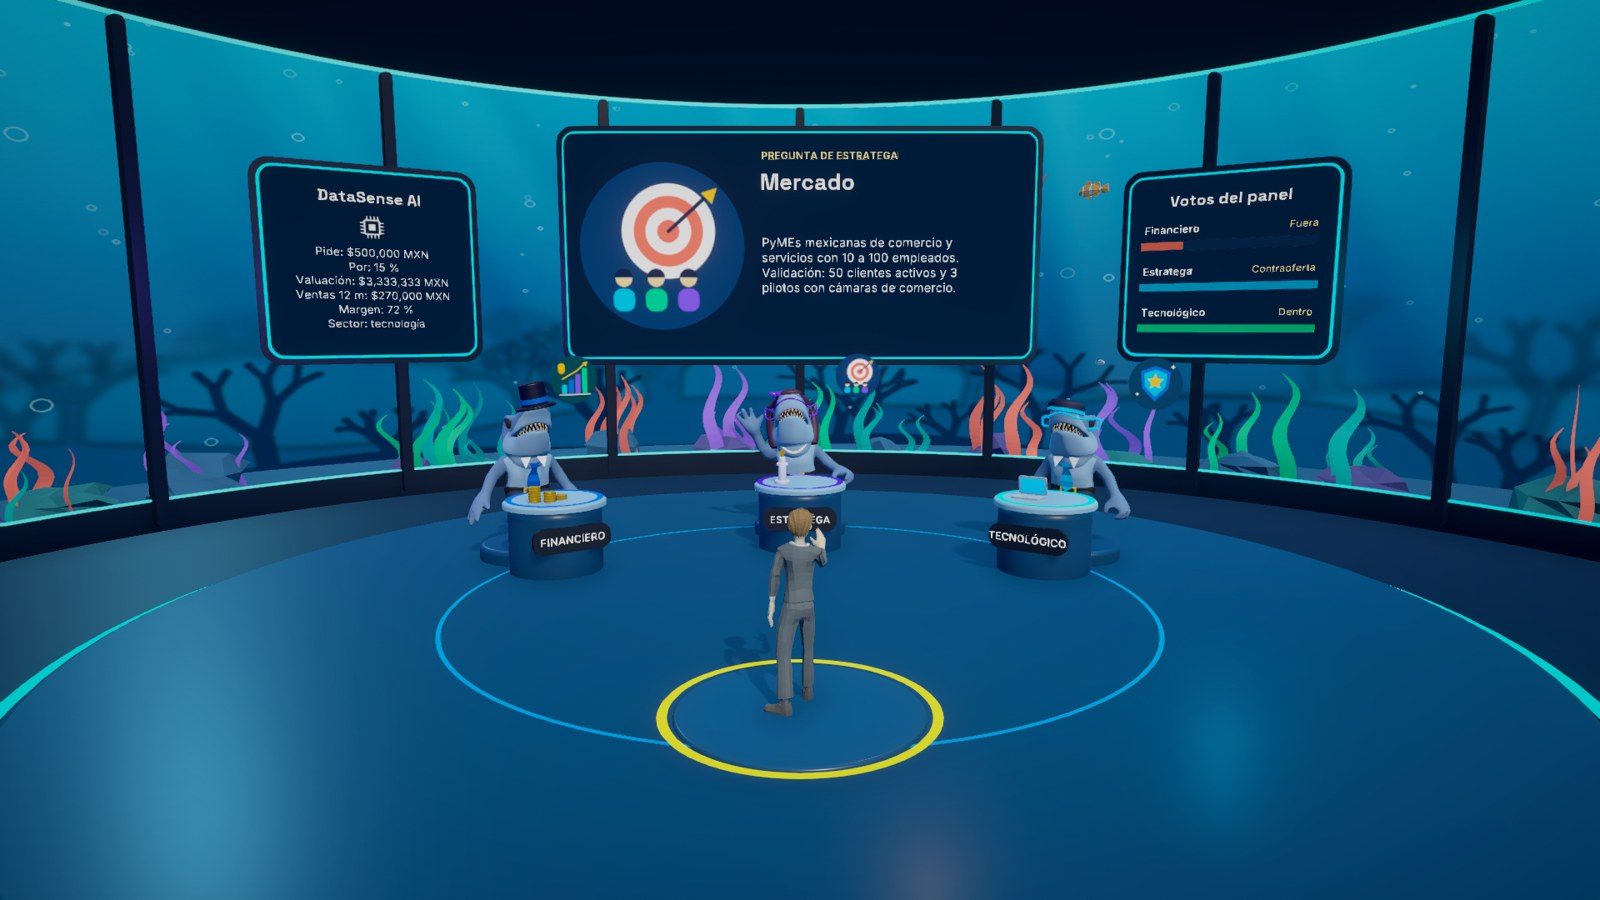 DataSense AI
Pide: $500,000 MXN
Por: 15 %
Valuación: $3,333,333 MXN
Ventas 12 m: $270,000 MXN
Margen: 72 %
Sector: tecnología
PREGUNTA DE ESTRATEGA
Mercado
PyMEs mexicanas de comercio y
servicios con 10 a 100 empleados.
Validación: 50 clientes activos y 3
pilotos con cámaras de comercio.
Votos del panel
Financiero Fuera
Estratega Contraoferta
Tecnológico Dentro
FINANCIERO
TECNOLÓGICO